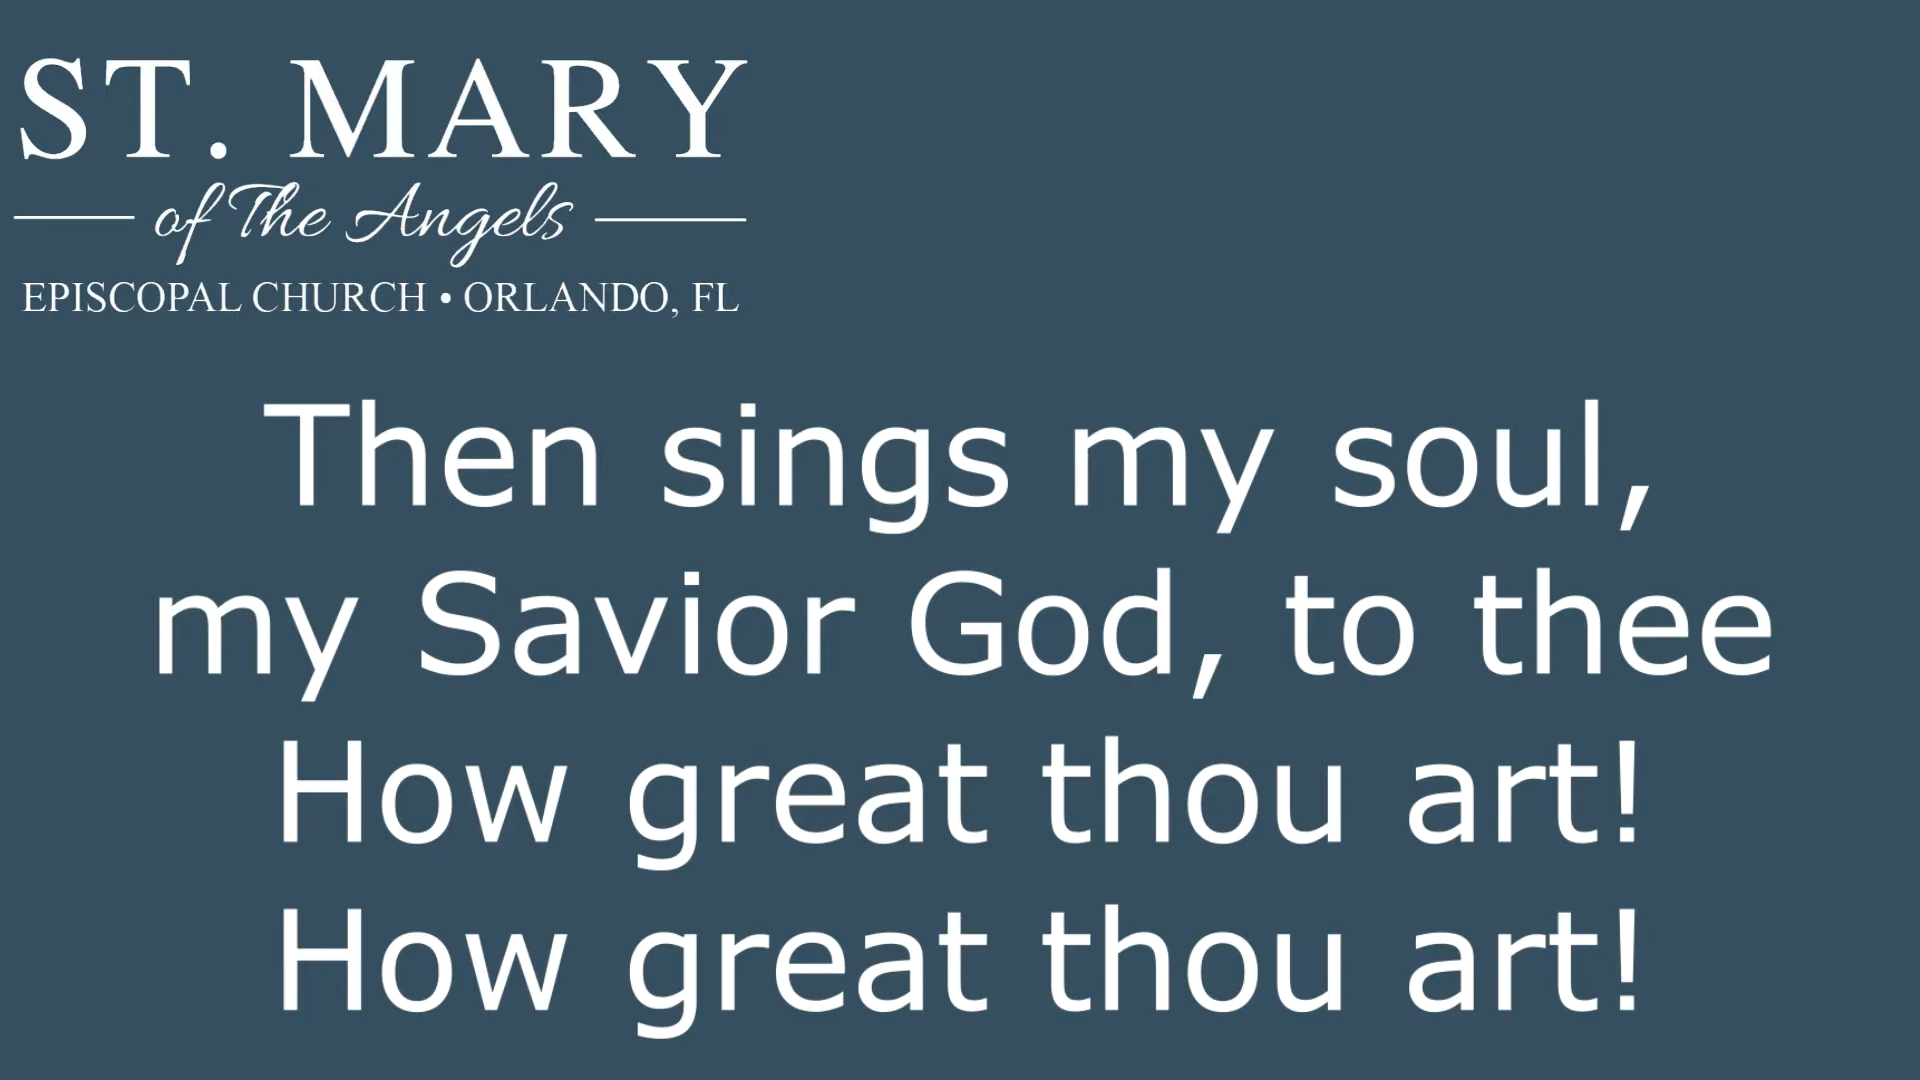 ST. MARY
of The Angels
EPISCOPAL CHURCH • ORLANDO, FL
Then sings my soul,
my Savior God, to thee
How great thou art!
How great thou art!